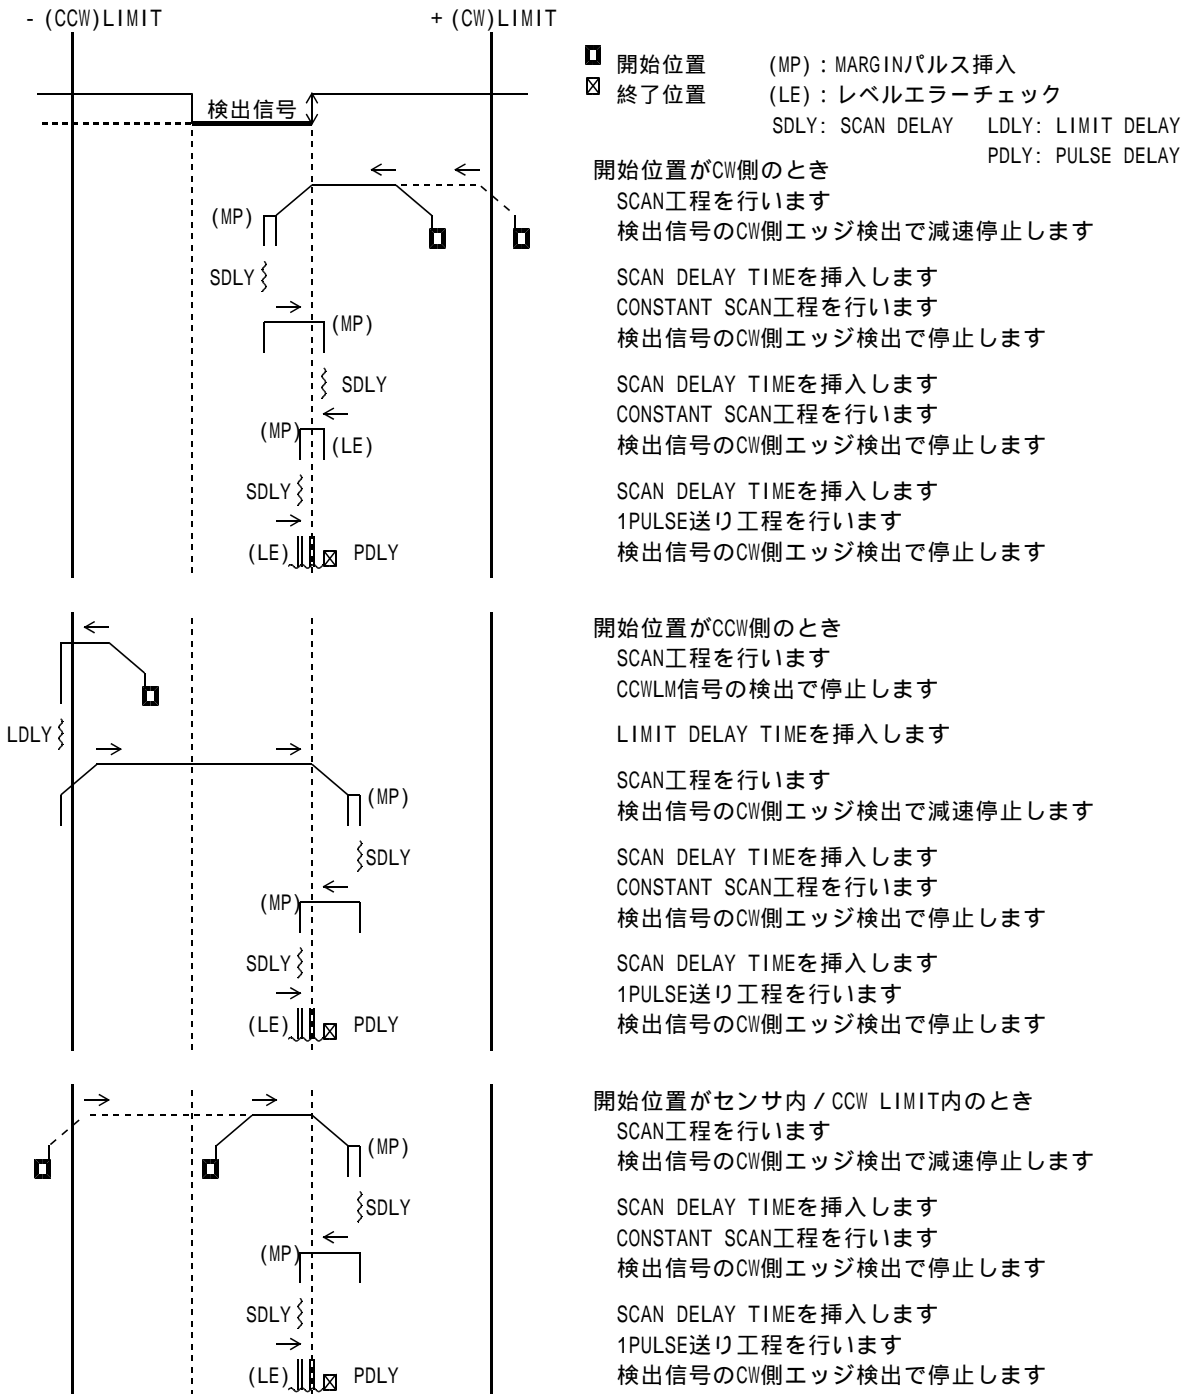 - (CCW)LIMIT
+ (CW)LIMIT
検出信号
開始位置 (MP) : MARGINパルス挿入
終了位置 (LE) : レベルエラーチェック
SDLY: SCAN DELAY LDLY: LIMIT DELAY
PDLY: PULSE DELAY
開始位置がCW側のとき
SCAN工程を行います
(MP)
検出信号のCW側エッジ検出で減速停止します
SDLY
SCAN DELAY TIMEを挿入します
CONSTANT SCAN工程を行います
(MP)
検出信号のCW側エッジ検出で停止します
SDLY
SCAN DELAY TIMEを挿入します
CONSTANT SCAN工程を行います
(MP)
(LE)
検出信号のCW側エッジ検出で停止します
SDLY
SCAN DELAY TIMEを挿入します
1PULSE送り工程を行います
(LE) PDLY
検出信号のCW側エッジ検出で停止します
開始位置がCCW側のとき
SCAN工程を行います
CCWLM信号の検出で停止します
LDLY
LIMIT DELAY TIMEを挿入します
SCAN工程を行います
(MP)
検出信号のCW側エッジ検出で減速停止します
SDLY
SCAN DELAY TIMEを挿入します
CONSTANT SCAN工程を行います
(MP)
検出信号のCW側エッジ検出で停止します
SDLY
SCAN DELAY TIMEを挿入します
1PULSE送り工程を行います
(LE) PDLY
検出信号のCW側エッジ検出で停止します
開始位置がセンサ内 / CCW LIMIT内のとき
SCAN工程を行います
(MP)
検出信号のCW側エッジ検出で減速停止します
SDLY
SCAN DELAY TIMEを挿入します
CONSTANT SCAN工程を行います
(MP)
検出信号のCW側エッジ検出で停止します
SDLY
SCAN DELAY TIMEを挿入します
1PULSE送り工程を行います
(LE) PDLY
検出信号のCW側エッジ検出で停止します